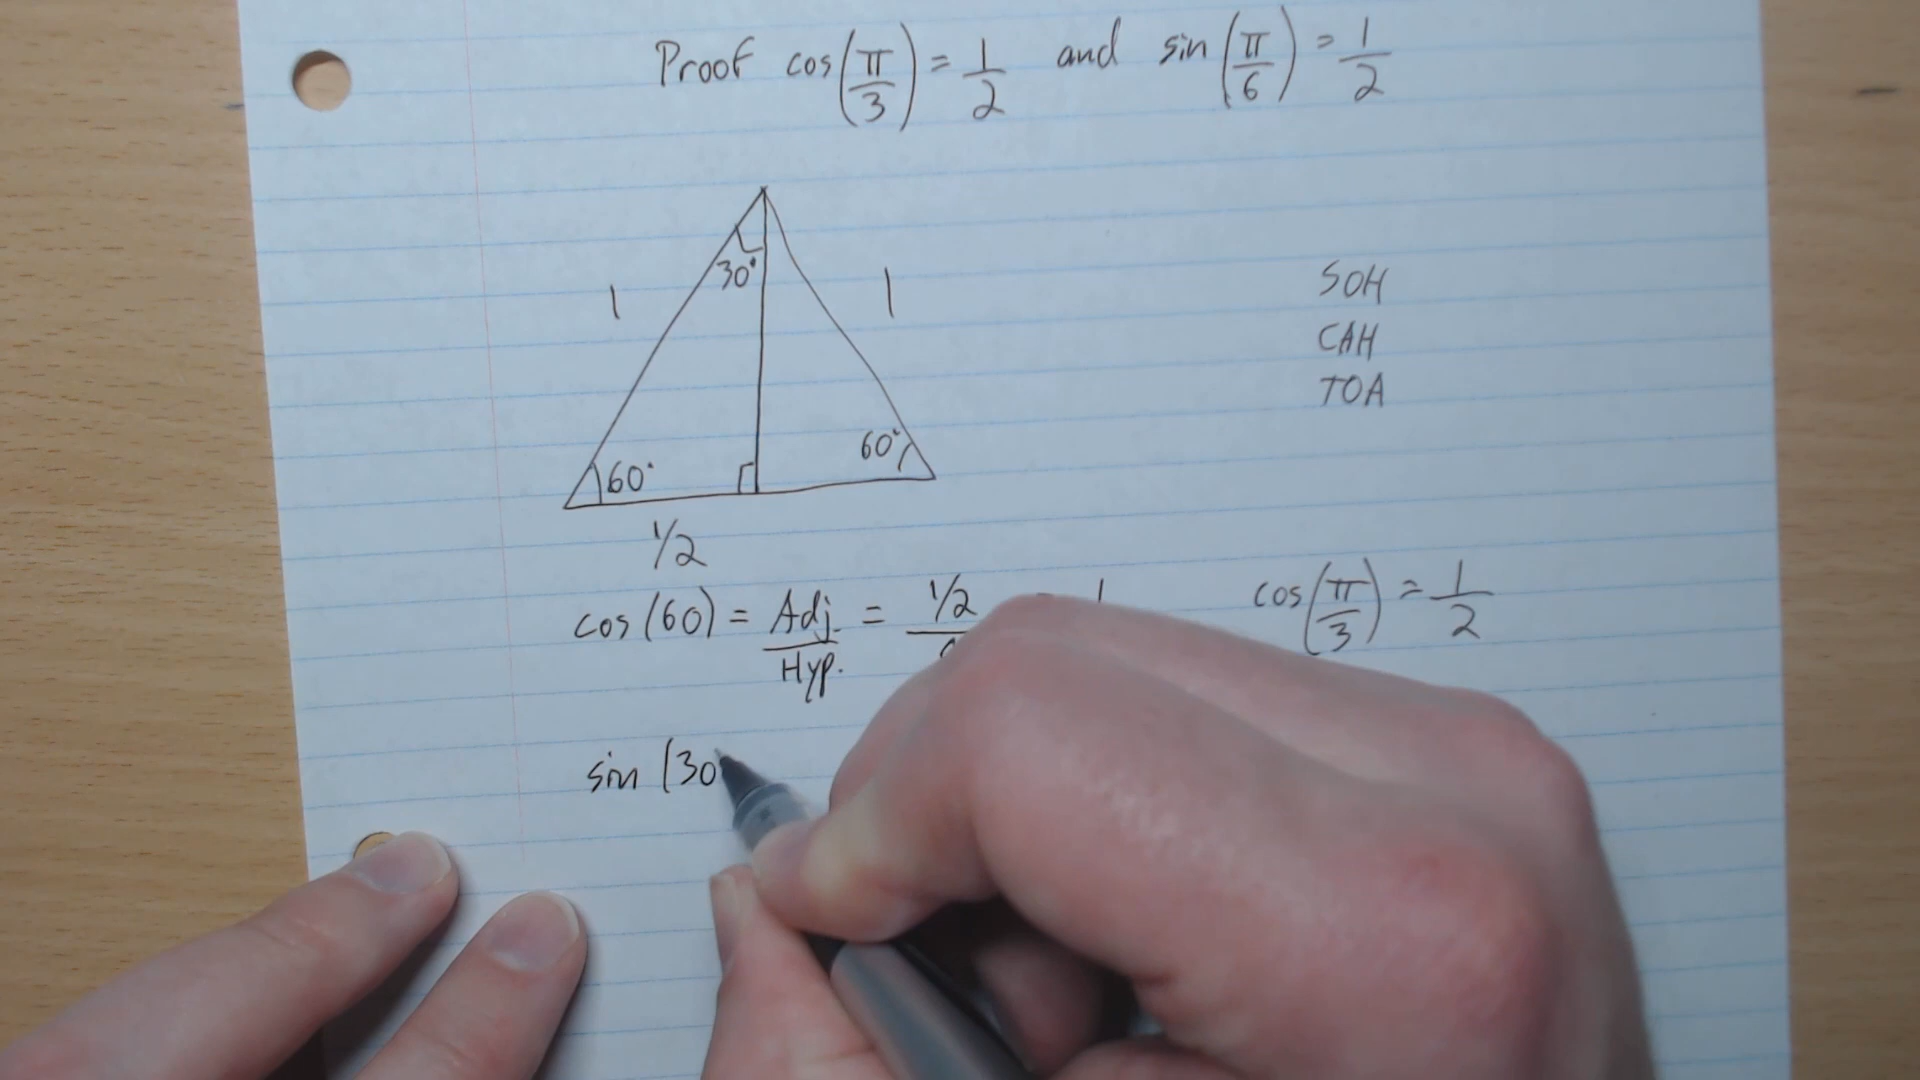 Proof cos(π/3) = 1/2 and sin(π/6) = 1/2
30°
1
1
SOH
CAH
TOA
60°
60°
1/2
cos(60) = Adj./Hyp. = 1/2
cos(π/3) = 1/2
sin (30